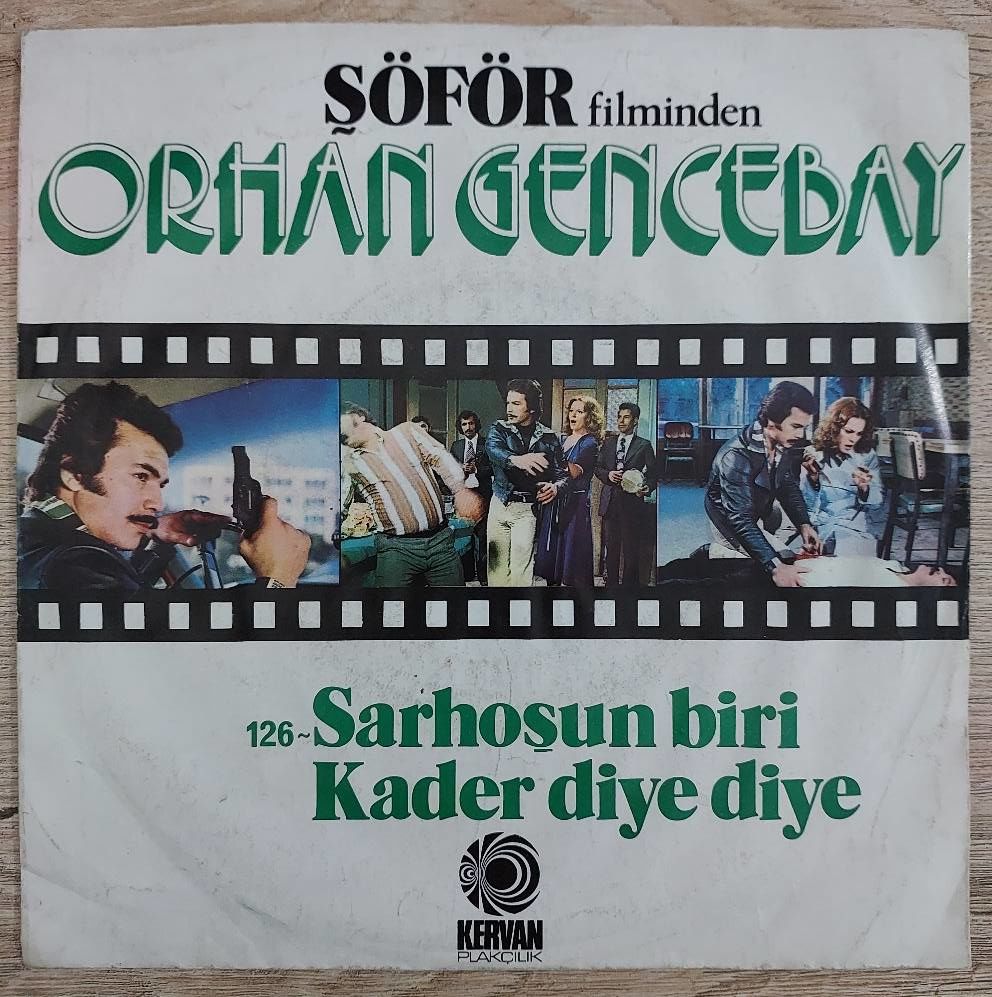 ŞÖFÖR filminden
ORHAN GENCEBAY
126~Sarhoşun biri
Kader diye diye
KERVAN
PLAKÇILIK